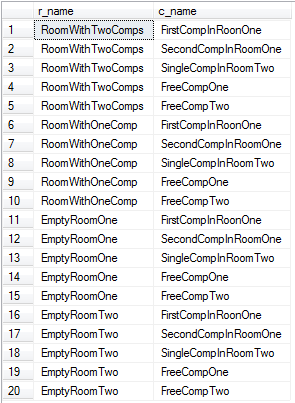 r_name c_name
1 RoomWithTwoComps FirstCompInRoonOne
2 RoomWithTwoComps SecondCompInRoomOne
3 RoomWithTwoComps SingleCompInRoomTwo
4 RoomWithTwoComps FreeCompOne
5 RoomWithTwoComps FreeCompTwo
6 RoomWithOneComp FirstCompInRoonOne
7 RoomWithOneComp SecondCompInRoomOne
8 RoomWithOneComp SingleCompInRoomTwo
9 RoomWithOneComp FreeCompOne
10 RoomWithOneComp FreeCompTwo
11 EmptyRoomOne FirstCompInRoonOne
12 EmptyRoomOne SecondCompInRoomOne
13 EmptyRoomOne SingleCompInRoomTwo
14 EmptyRoomOne FreeCompOne
15 EmptyRoomOne FreeCompTwo
16 EmptyRoomTwo FirstCompInRoonOne
17 EmptyRoomTwo SecondCompInRoomOne
18 EmptyRoomTwo SingleCompInRoomTwo
19 EmptyRoomTwo FreeCompOne
20 EmptyRoomTwo FreeCompTwo